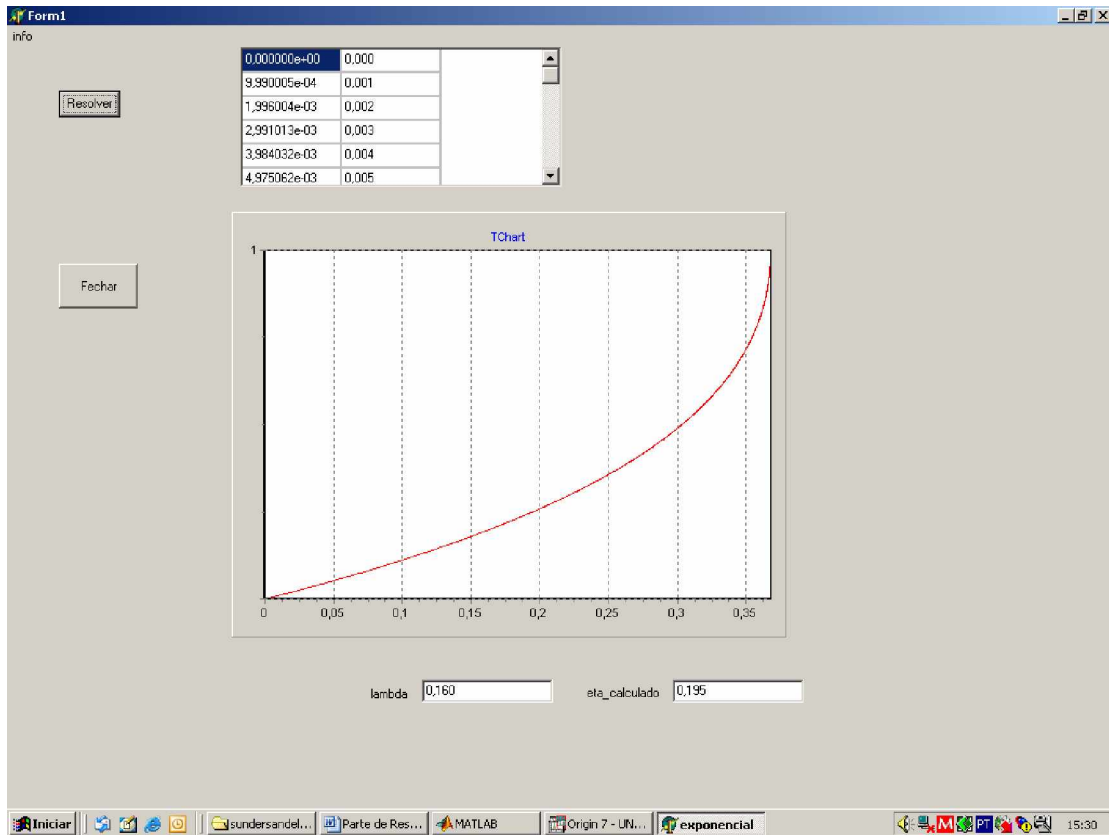 Form1
info
Resolver
0,000000e+00 0,000
9,990005e-04 0,001
1,996004e-03 0,002
2,991013e-03 0,003
3,984032e-03 0,004
4,975062e-03 0,005
Fechar
TChart
1
0 0,05 0,1 0,15 0,2 0,25 0,3 0,35
lambda 0,160 eta_calculado 0,195
Iniciar sundersandel... Parte de Res... MATLAB Origin 7 - UN... exponencial M PT 15:30